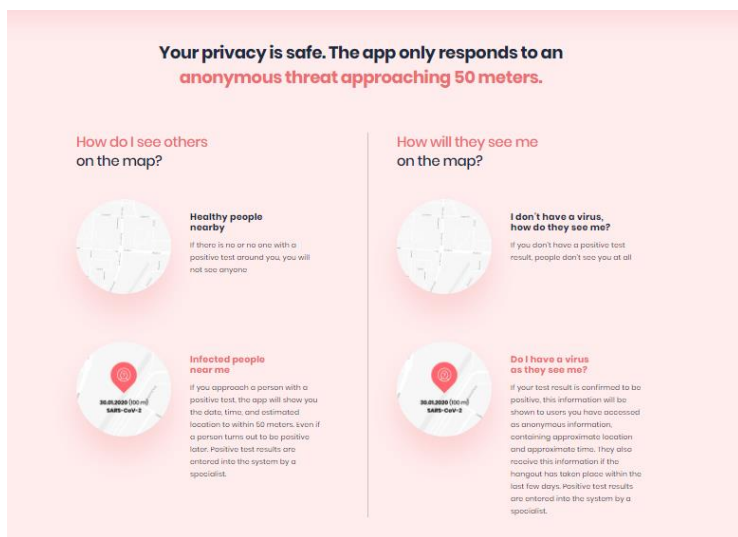 Your privacy is safe. The app only responds to an
anonymous threat approaching 50 meters.
How do I see others
on the map?
Healthy people
nearby
If there is no or no one with a
positive test around you, you will
not see anyone
Infected people
near me
30.01.2020 (100 m)
SARS-CoV-2
If you approach a person with a
positive test, the app will show you
the date, time, and estimated
location to within 50 meters. Even if
a person turns out to be positive
later. Positive test results are
entered into the system by a
specialist.
How will they see me
on the map?
I don't have a virus,
how do they see me?
If you don't have a positive test
result, people don't see you at all
Do I have a virus
as they see me?
30.01.2020 (100 m)
SARS-CoV-2
If your test result is confirmed to be
positive, this information will be
shown to users you have accessed
as anonymous information,
containing approximate location
and approximate time. They also
receive this information if the
hangout has taken place within the
last few days. Positive test results
are entered into the system by a
specialist.